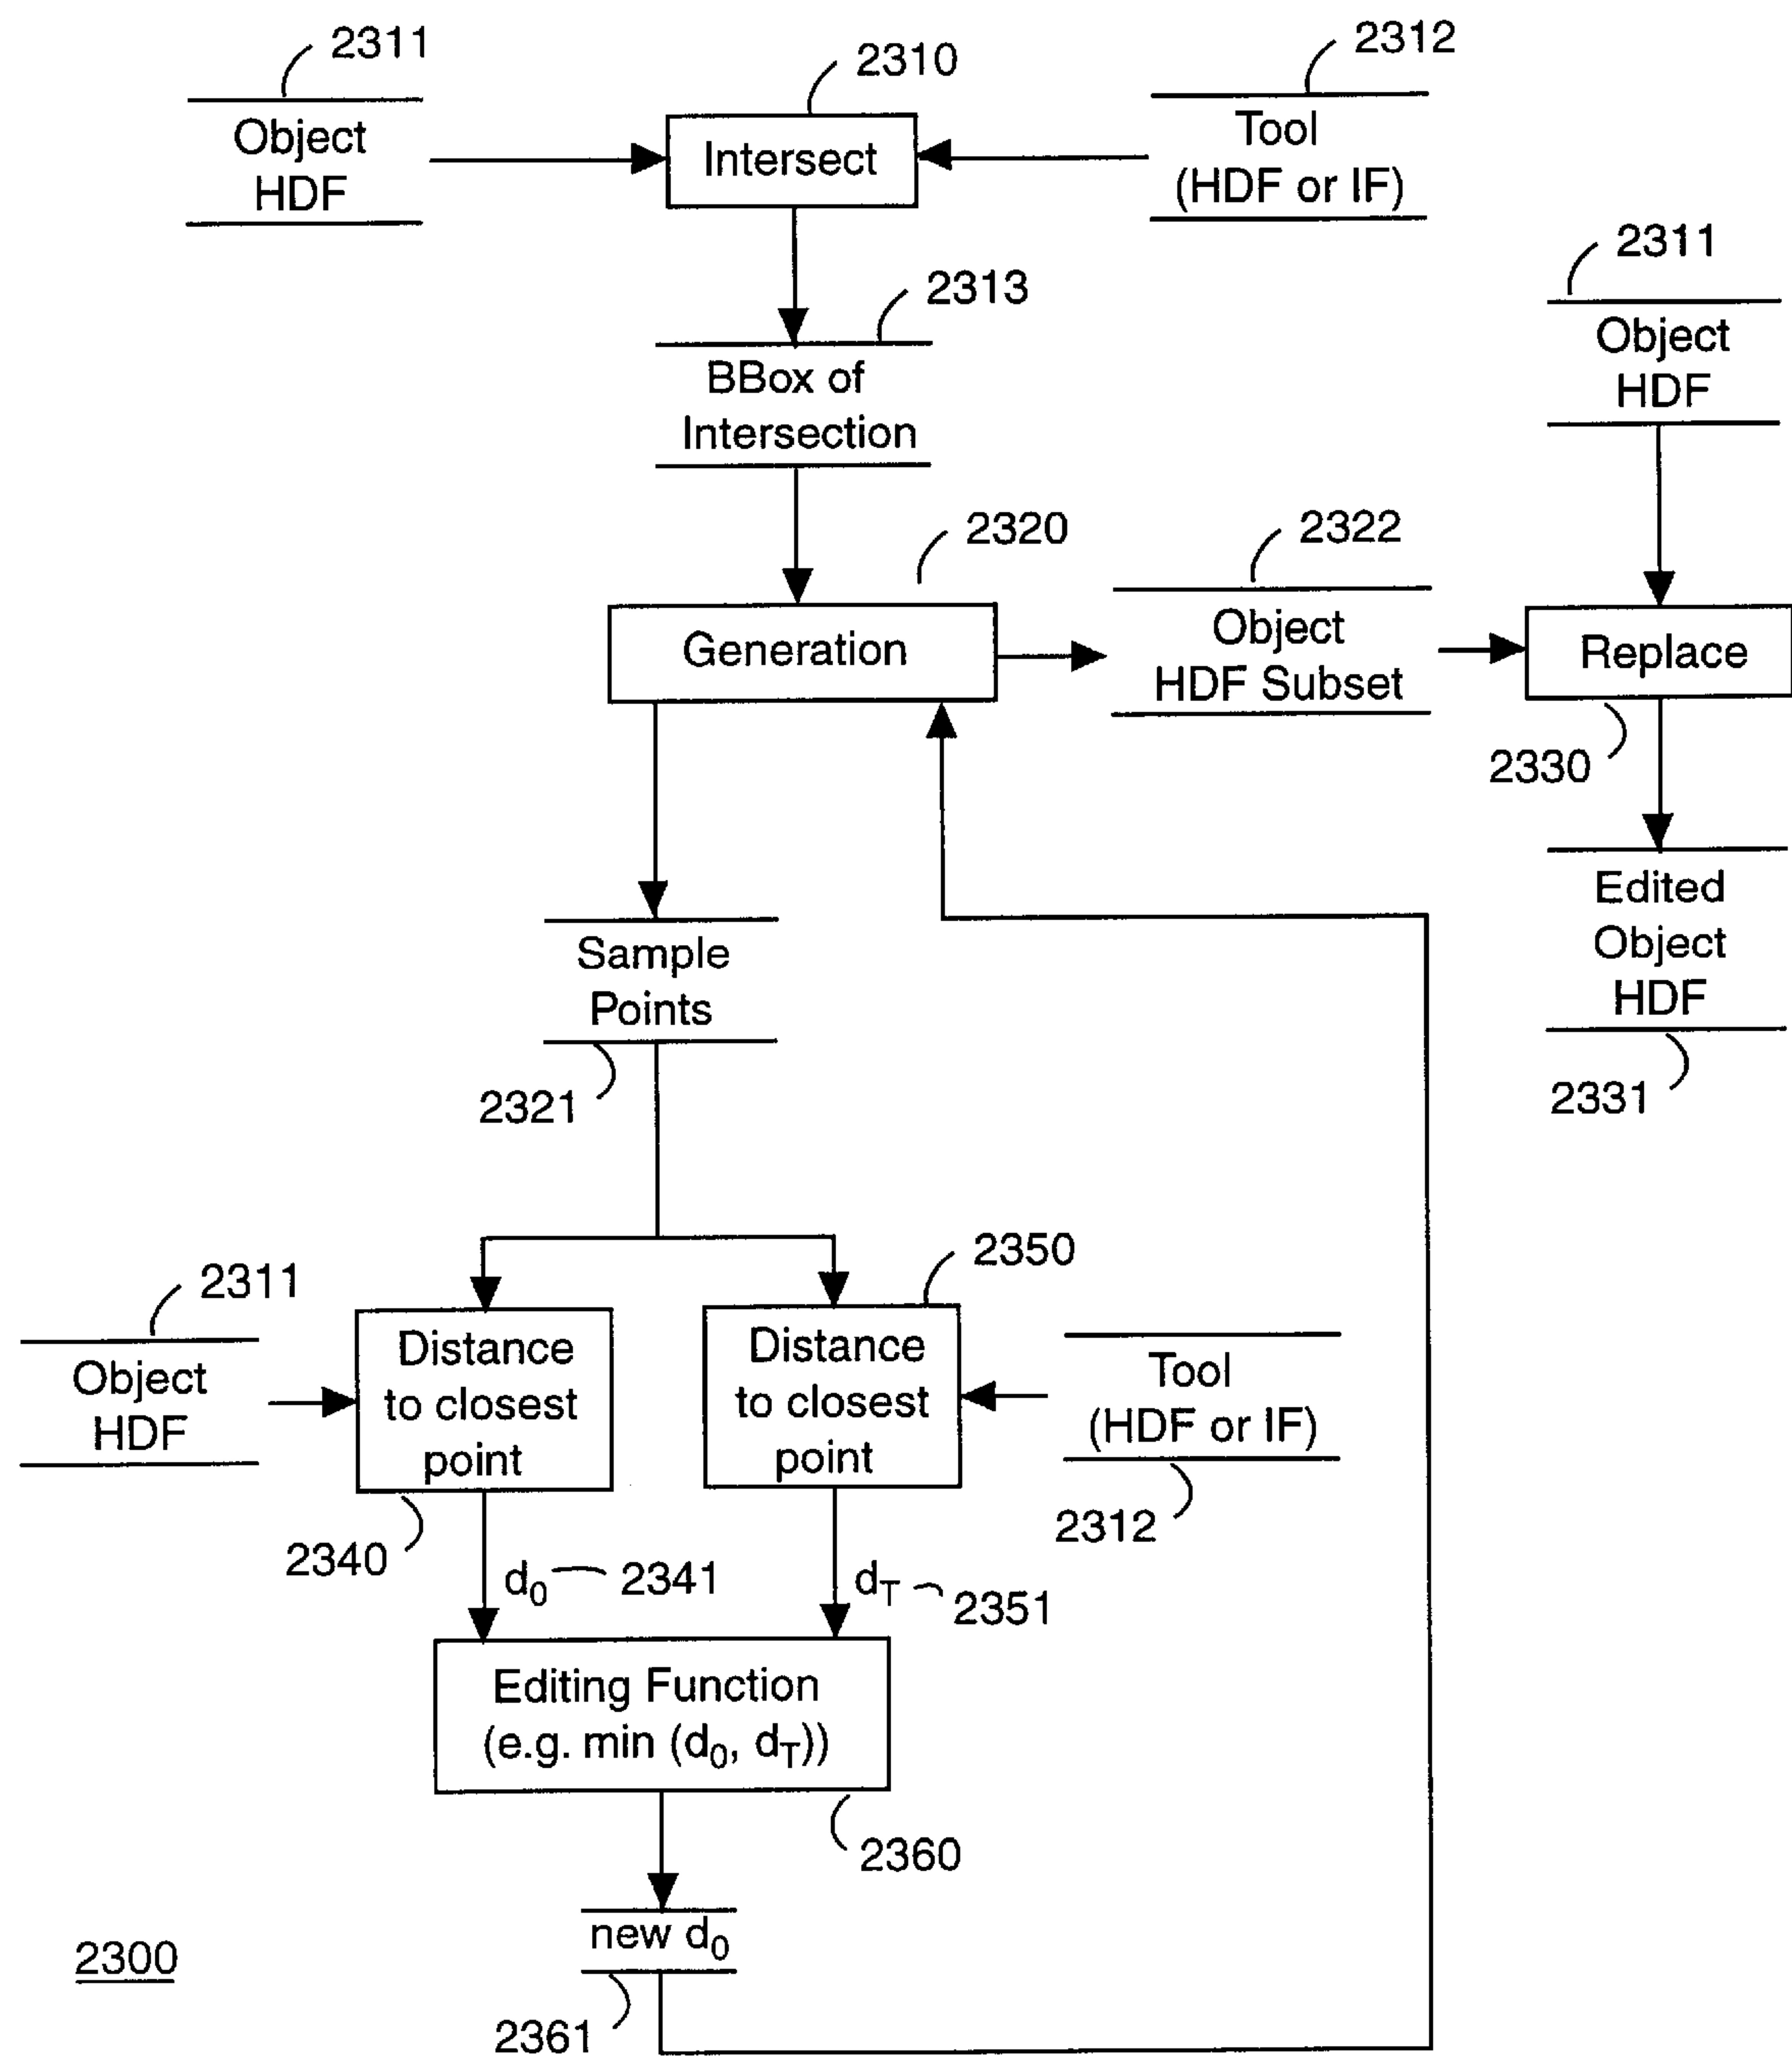 2311
2310
2312
Object
HDF
Intersect
Tool
(HDF or IF)
2313
2311
BBox of
Intersection
Object
HDF
2320
2322
Generation
Object
HDF Subset
Replace
2330
Sample
Points
2321
Edited
Object
HDF
2331
2311
2350
Object
HDF
Distance
to closest
point
Distance
to closest
point
Tool
(HDF or IF)
2340
2312
d0
2341
dT
2351
Editing Function
(e.g. min (d0, dT))
2360
new d0
2300
2361